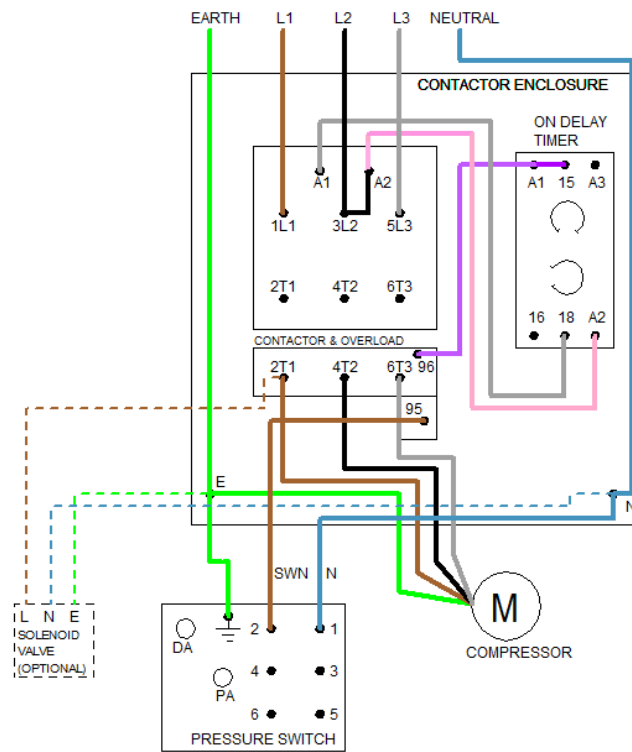 EARTH L1 L2 L3 NEUTRAL
CONTACTOR ENCLOSURE
ON DELAY
TIMER
A1 A2
A1 15 A3
1L1 3L2 5L3
2T1 4T2 6T3
16 18 A2
CONTACTOR & OVERLOAD
2T1 4T2 6T3 96
95
E
N
SWN N
L N E
SOLENOID
VALVE
(OPTIONAL)
DA
2 1
4 3
PA
6 5
PRESSURE SWITCH
M
COMPRESSOR